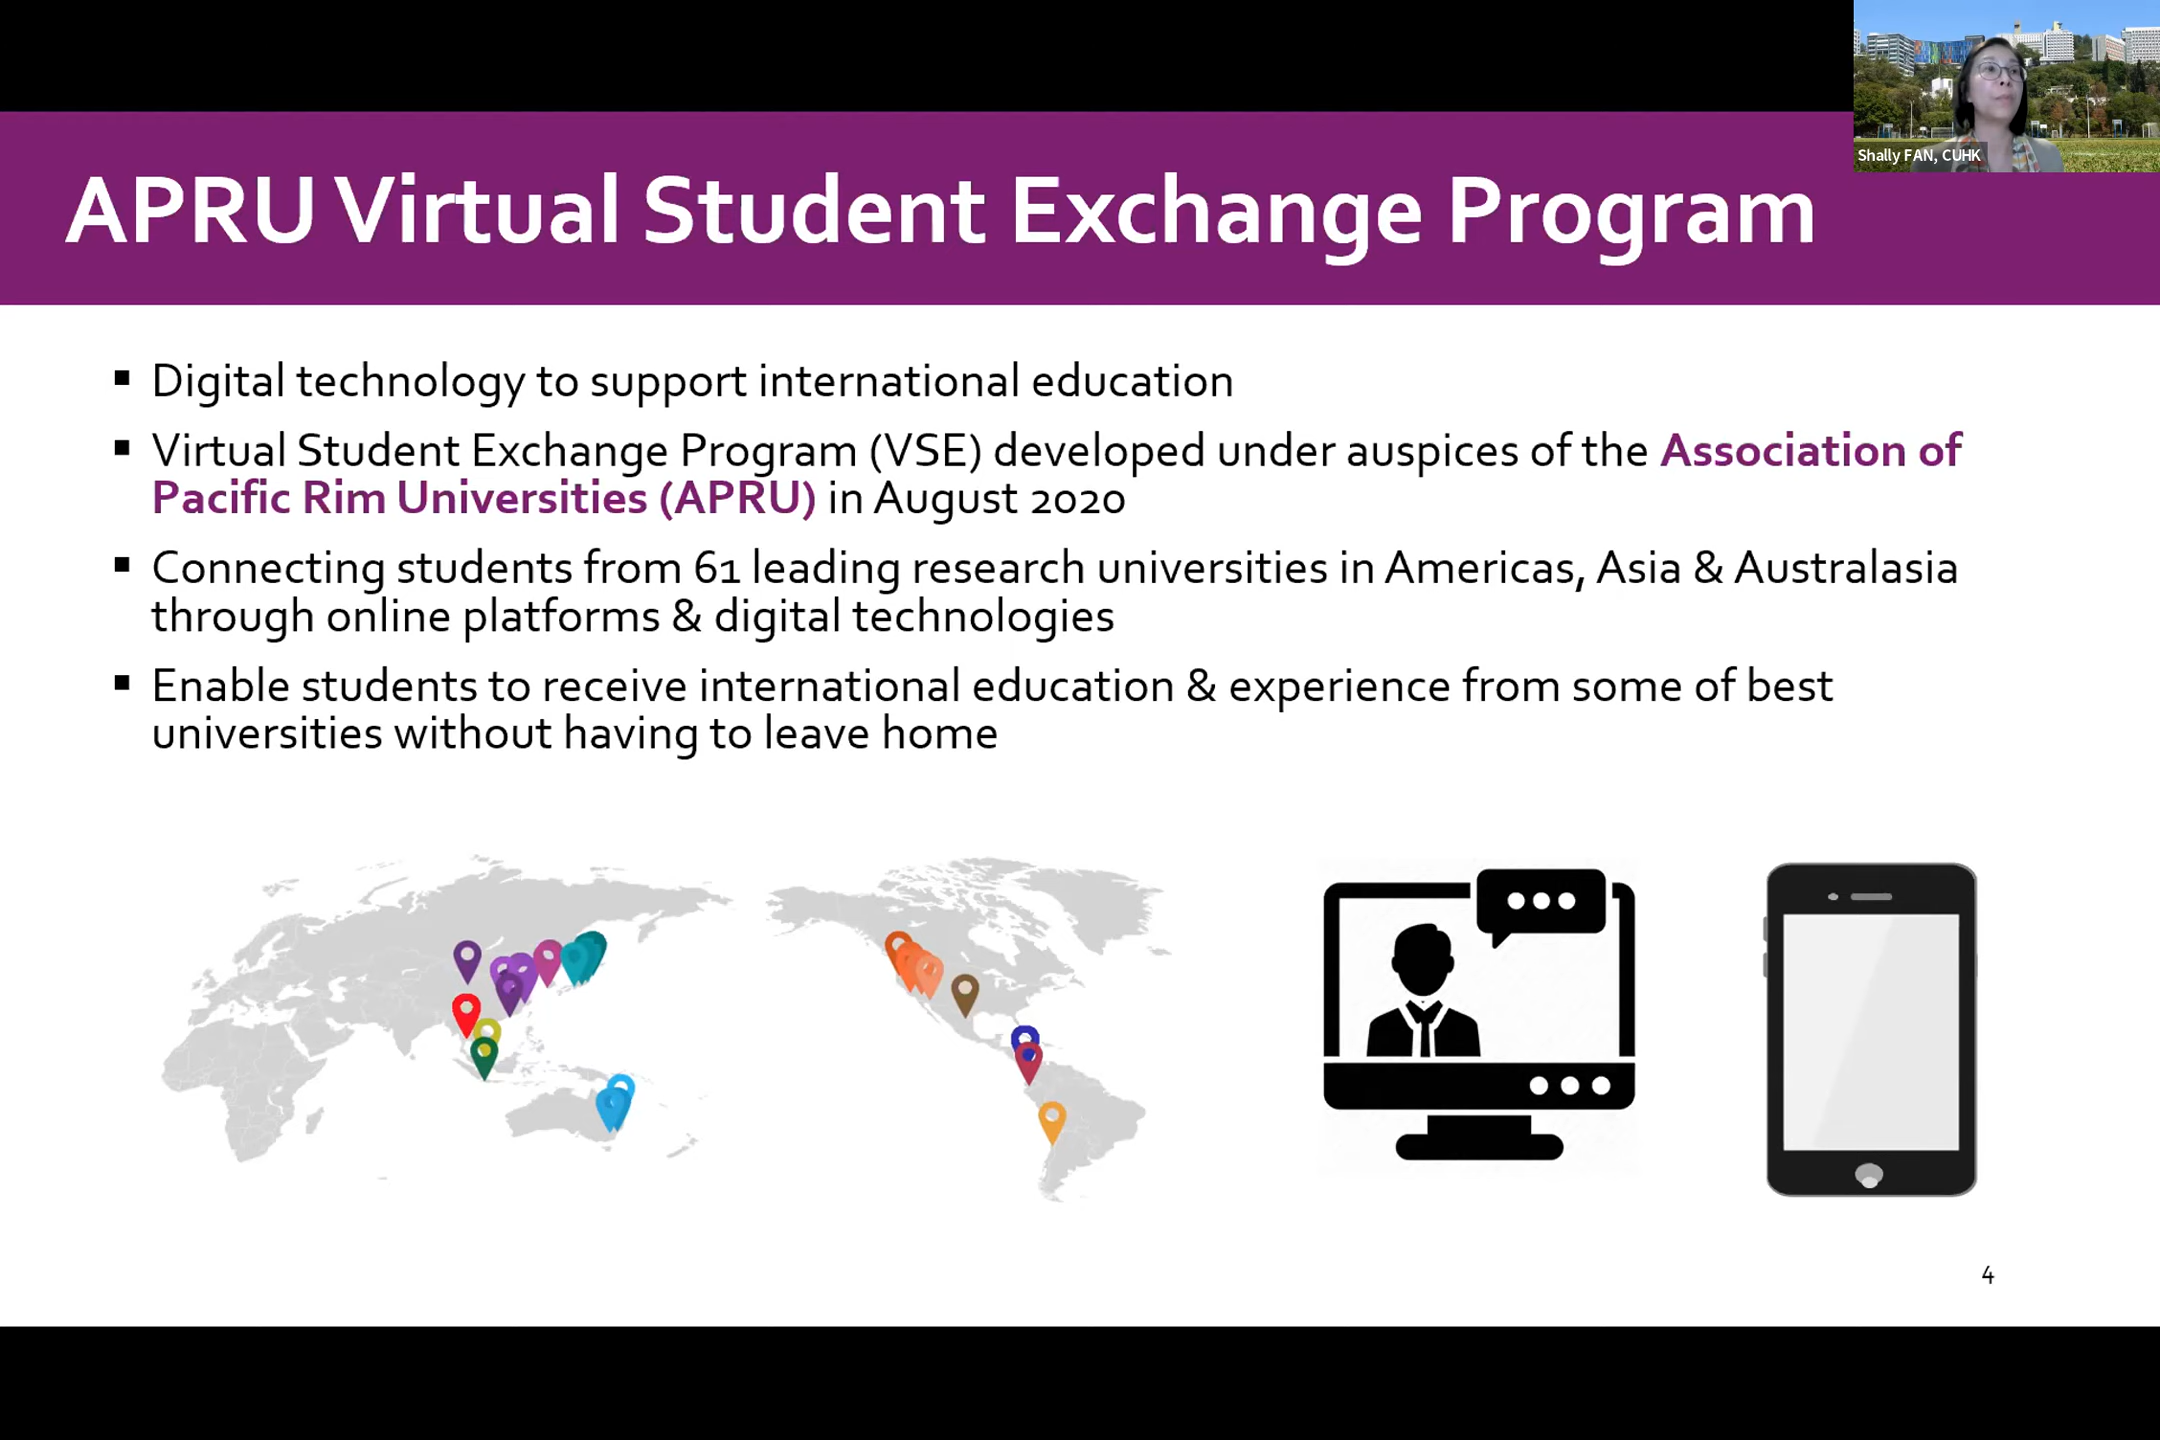 Shally FAN, CUHK
APRU Virtual Student Exchange Program
▪ Digital technology to support international education
▪ Virtual Student Exchange Program (VSE) developed under auspices of the Association of
Pacific Rim Universities (APRU) in August 2020
▪ Connecting students from 61 leading research universities in Americas, Asia & Australasia
through online platforms & digital technologies
▪ Enable students to receive international education & experience from some of best
universities without having to leave home
4